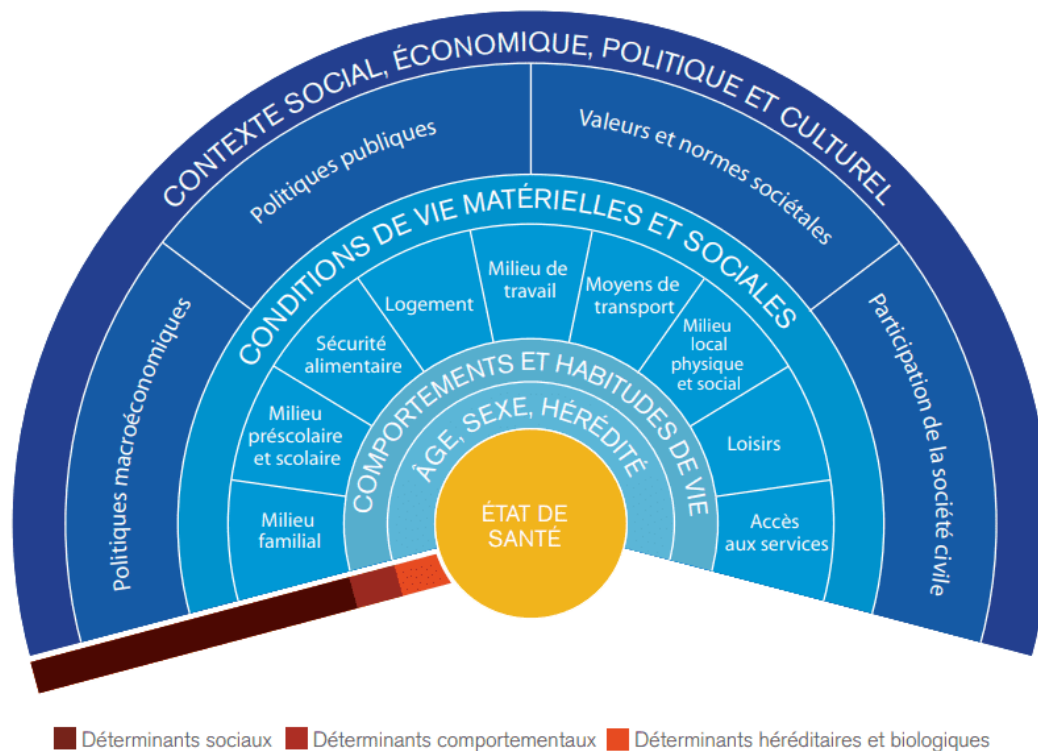 CONTEXTE SOCIAL, ÉCONOMIQUE, POLITIQUE ET CULTUREL
Politiques macroéconomiques
Politiques publiques
Valeurs et normes sociétales
Participation de la société civile
CONDITIONS DE VIE MATÉRIELLES ET SOCIALES
Milieu
familial
Milieu
préscolaire
et scolaire
Sécurité
alimentaire
Logement
Milieu de
travail
Moyens de
transport
Milieu
local
physique
et social
Loisirs
Accès
aux services
COMPORTEMENTS ET HABITUDES DE VIE
ÂGE, SEXE, HÉRÉDITÉ
ÉTAT DE
SANTÉ
Déterminants sociaux
Déterminants comportementaux
Déterminants héréditaires et biologiques